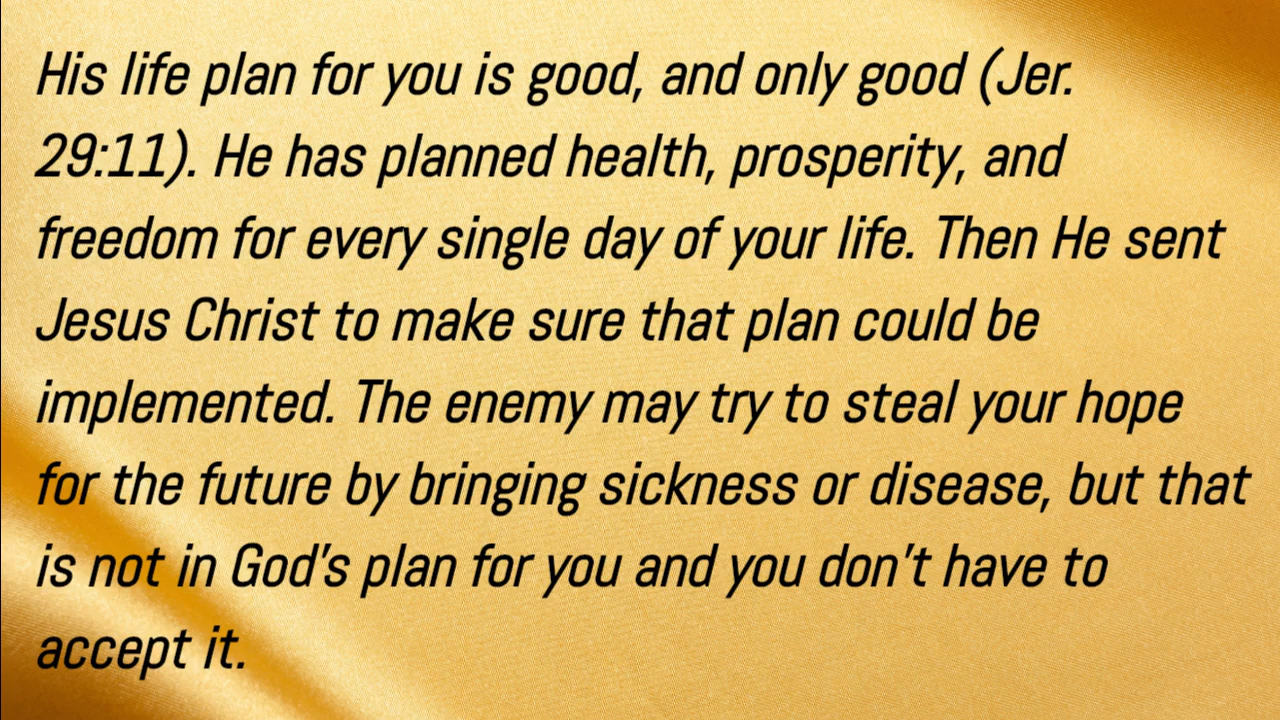 His life plan for you is good, and only good (Jer.
29:11). He has planned health, prosperity, and
freedom for every single day of your life. Then He sent
Jesus Christ to make sure that plan could be
implemented. The enemy may try to steal your hope
for the future by bringing sickness or disease, but that
is not in God's plan for you and you don't have to
accept it.